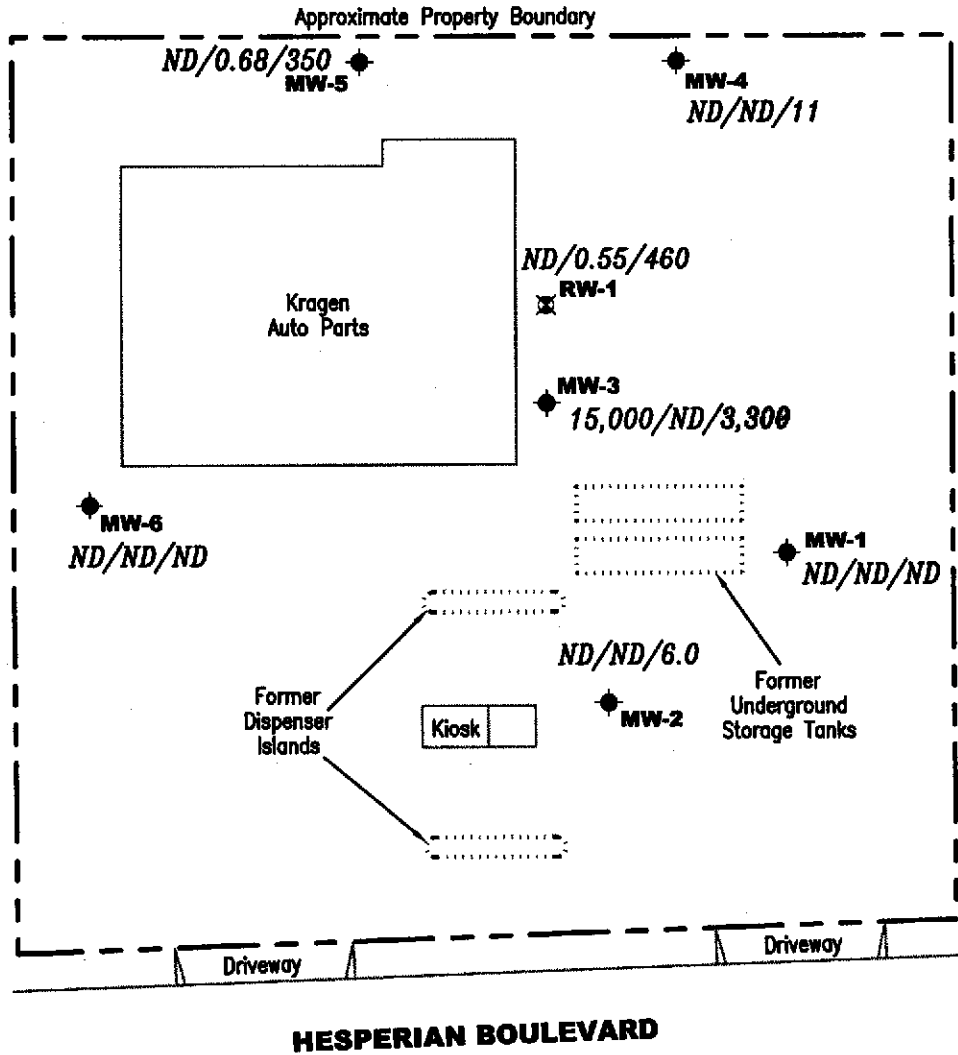 Approximate Property Boundary
ND/0.68/350
MW-5
MW-4
ND/ND/11
ND/0.55/460
RW-1
Kragen
Auto Parts
MW-3
15,000/ND/3,300
MW-6
ND/ND/ND
MW-1
ND/ND/ND
ND/ND/6.0
MW-2
Former
Underground
Storage Tanks
Former
Dispenser
Islands
Kiosk
Driveway
Driveway
HESPERIAN BOULEVARD